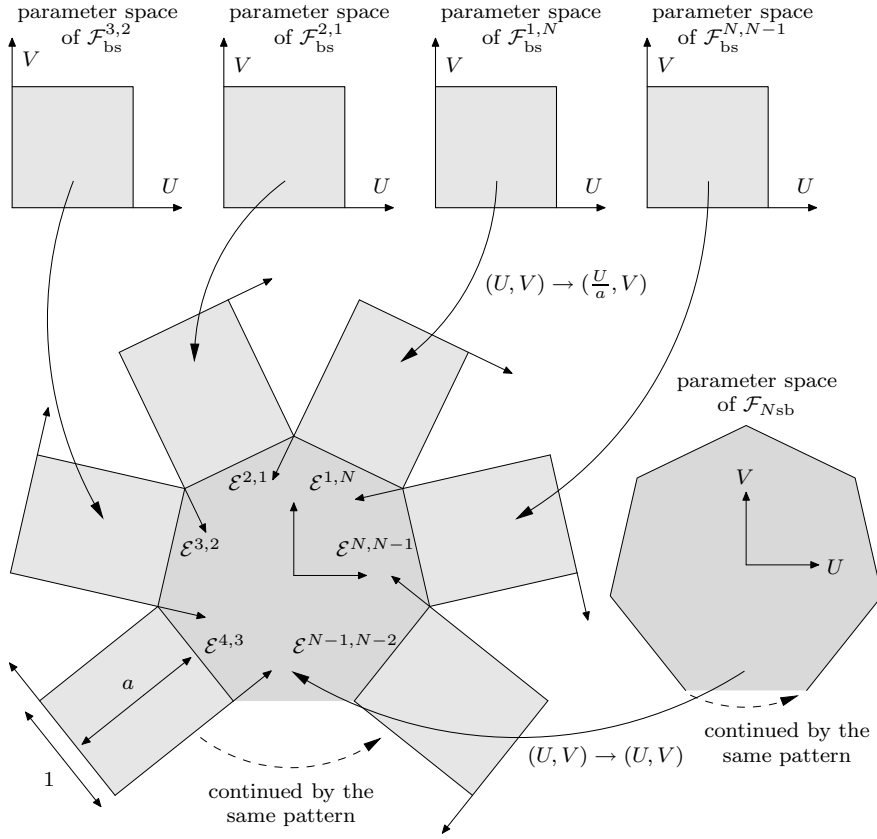 parameter space
of $\mathcal{F}_{\mathrm{bs}}^{3,2}$
parameter space
of $\mathcal{F}_{\mathrm{bs}}^{2,1}$
parameter space
of $\mathcal{F}_{\mathrm{bs}}^{1,N}$
parameter space
of $\mathcal{F}_{\mathrm{bs}}^{N,N-1}$
V
U
V
U
V
U
V
U
$(U, V) \to (\frac{U}{a}, V)$
parameter space
of $\mathcal{F}_{N\mathrm{sb}}$
V
U
$\mathcal{E}^{2,1}$
$\mathcal{E}^{1,N}$
$\mathcal{E}^{3,2}$
$\mathcal{E}^{N,N-1}$
$\mathcal{E}^{4,3}$
$\mathcal{E}^{N-1,N-2}$
a
1
$(U, V) \to (U, V)$
continued by the
same pattern
continued by the
same pattern